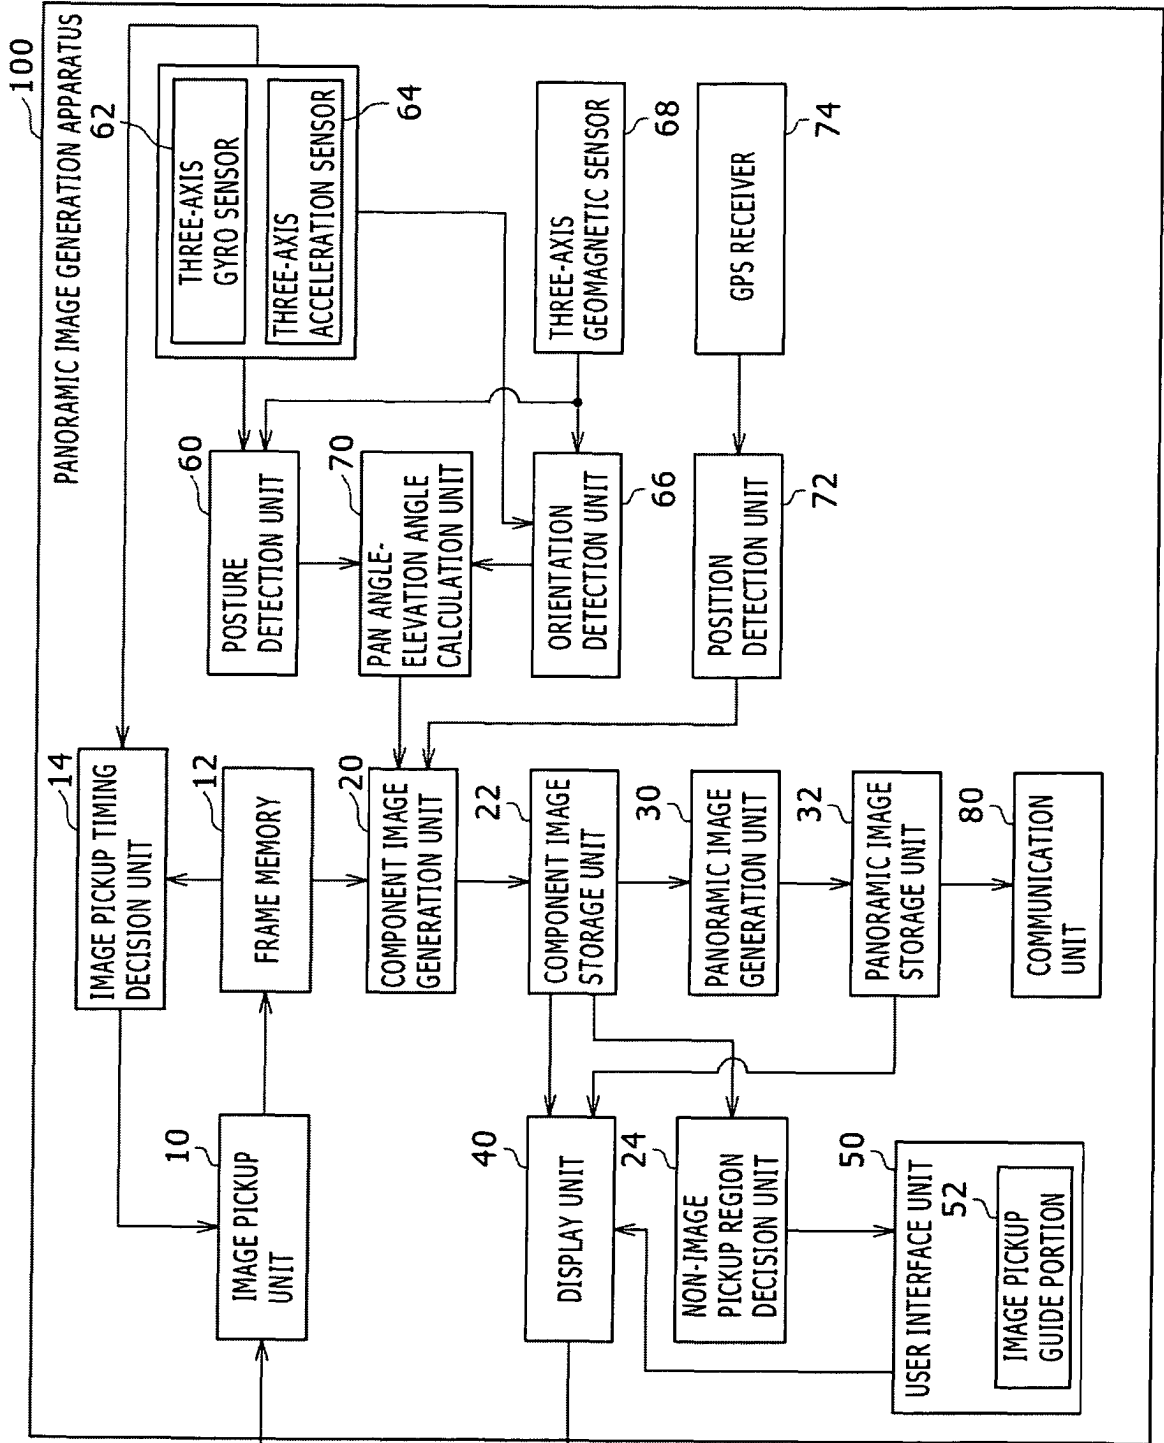 100
PANORAMIC IMAGE GENERATION APPARATUS
14
IMAGE PICKUP TIMING
DECISION UNIT
62
THREE-AXIS
GYRO SENSOR
THREE-AXIS
ACCELERATION SENSOR
64
10
IMAGE PICKUP
UNIT
12
FRAME MEMORY
60
POSTURE
DETECTION UNIT
20
COMPONENT IMAGE
GENERATION UNIT
70
PAN ANGLE-
ELEVATION ANGLE
CALCULATION UNIT
40
DISPLAY UNIT
22
COMPONENT IMAGE
STORAGE UNIT
ORIENTATION
DETECTION UNIT
66
THREE-AXIS
GEOMAGNETIC SENSOR
68
24
NON-IMAGE
PICKUP REGION
DECISION UNIT
30
PANORAMIC IMAGE
GENERATION UNIT
POSITION
DETECTION UNIT
72
GPS RECEIVER
74
32
PANORAMIC IMAGE
STORAGE UNIT
50
USER INTERFACE UNIT
52
IMAGE PICKUP
GUIDE PORTION
80
COMMUNICATION
UNIT